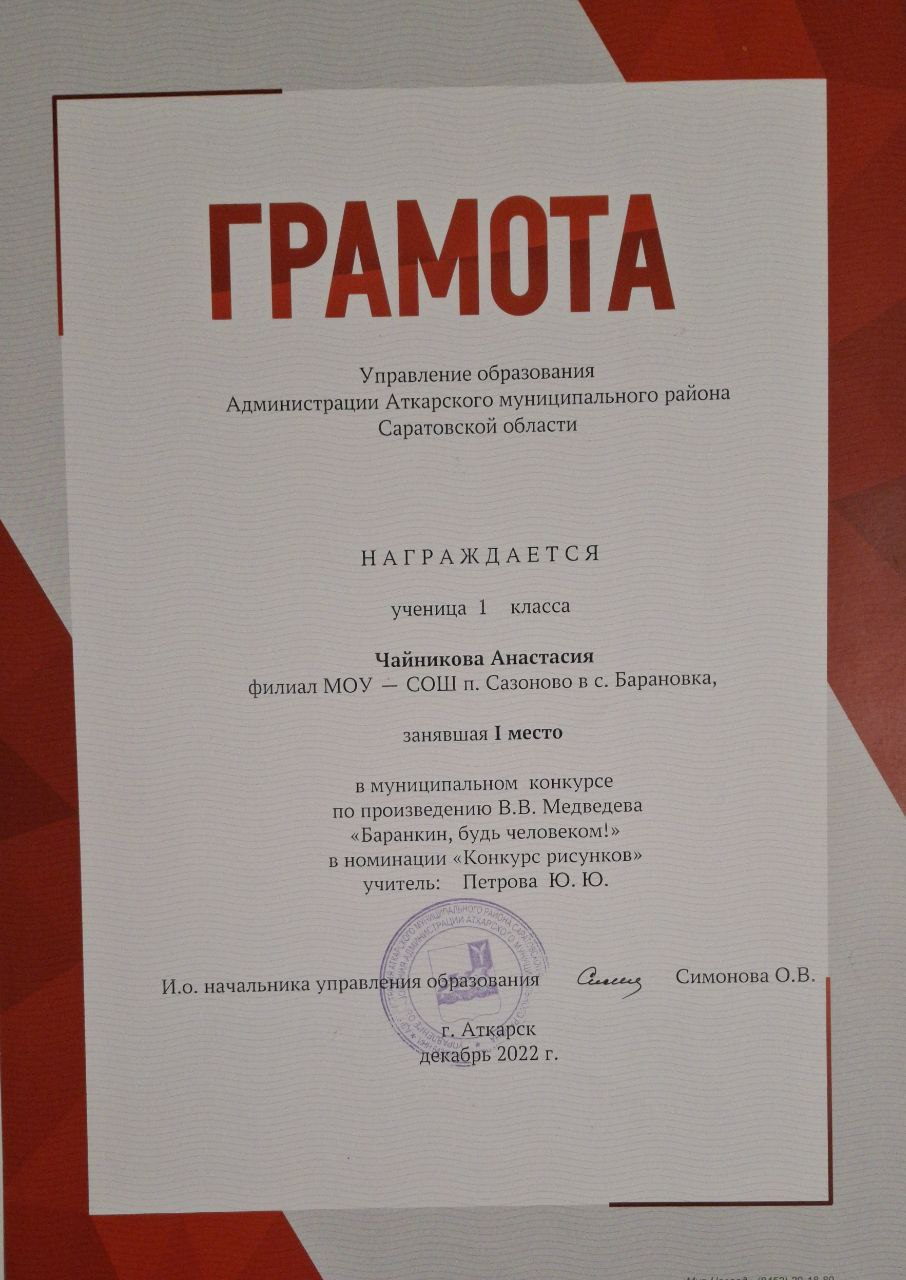 ГРАМОТА
Управление образования
Администрации Аткарского муниципального района
Саратовской области
НАГРАЖДАЕТСЯ
ученица 1 класса
Чайникова Анастасия
филиал МОУ — СОШ п. Сазоново в с. Барановка,
занявшая I место
в муниципальном конкурсе
по произведению В.В. Медведева
«Баранкин, будь человеком!»
в номинации «Конкурс рисунков»
учитель: Петрова Ю. Ю.
И.о. начальника управления образования Симонова О.В.
г. Аткарск
декабрь 2022 г.